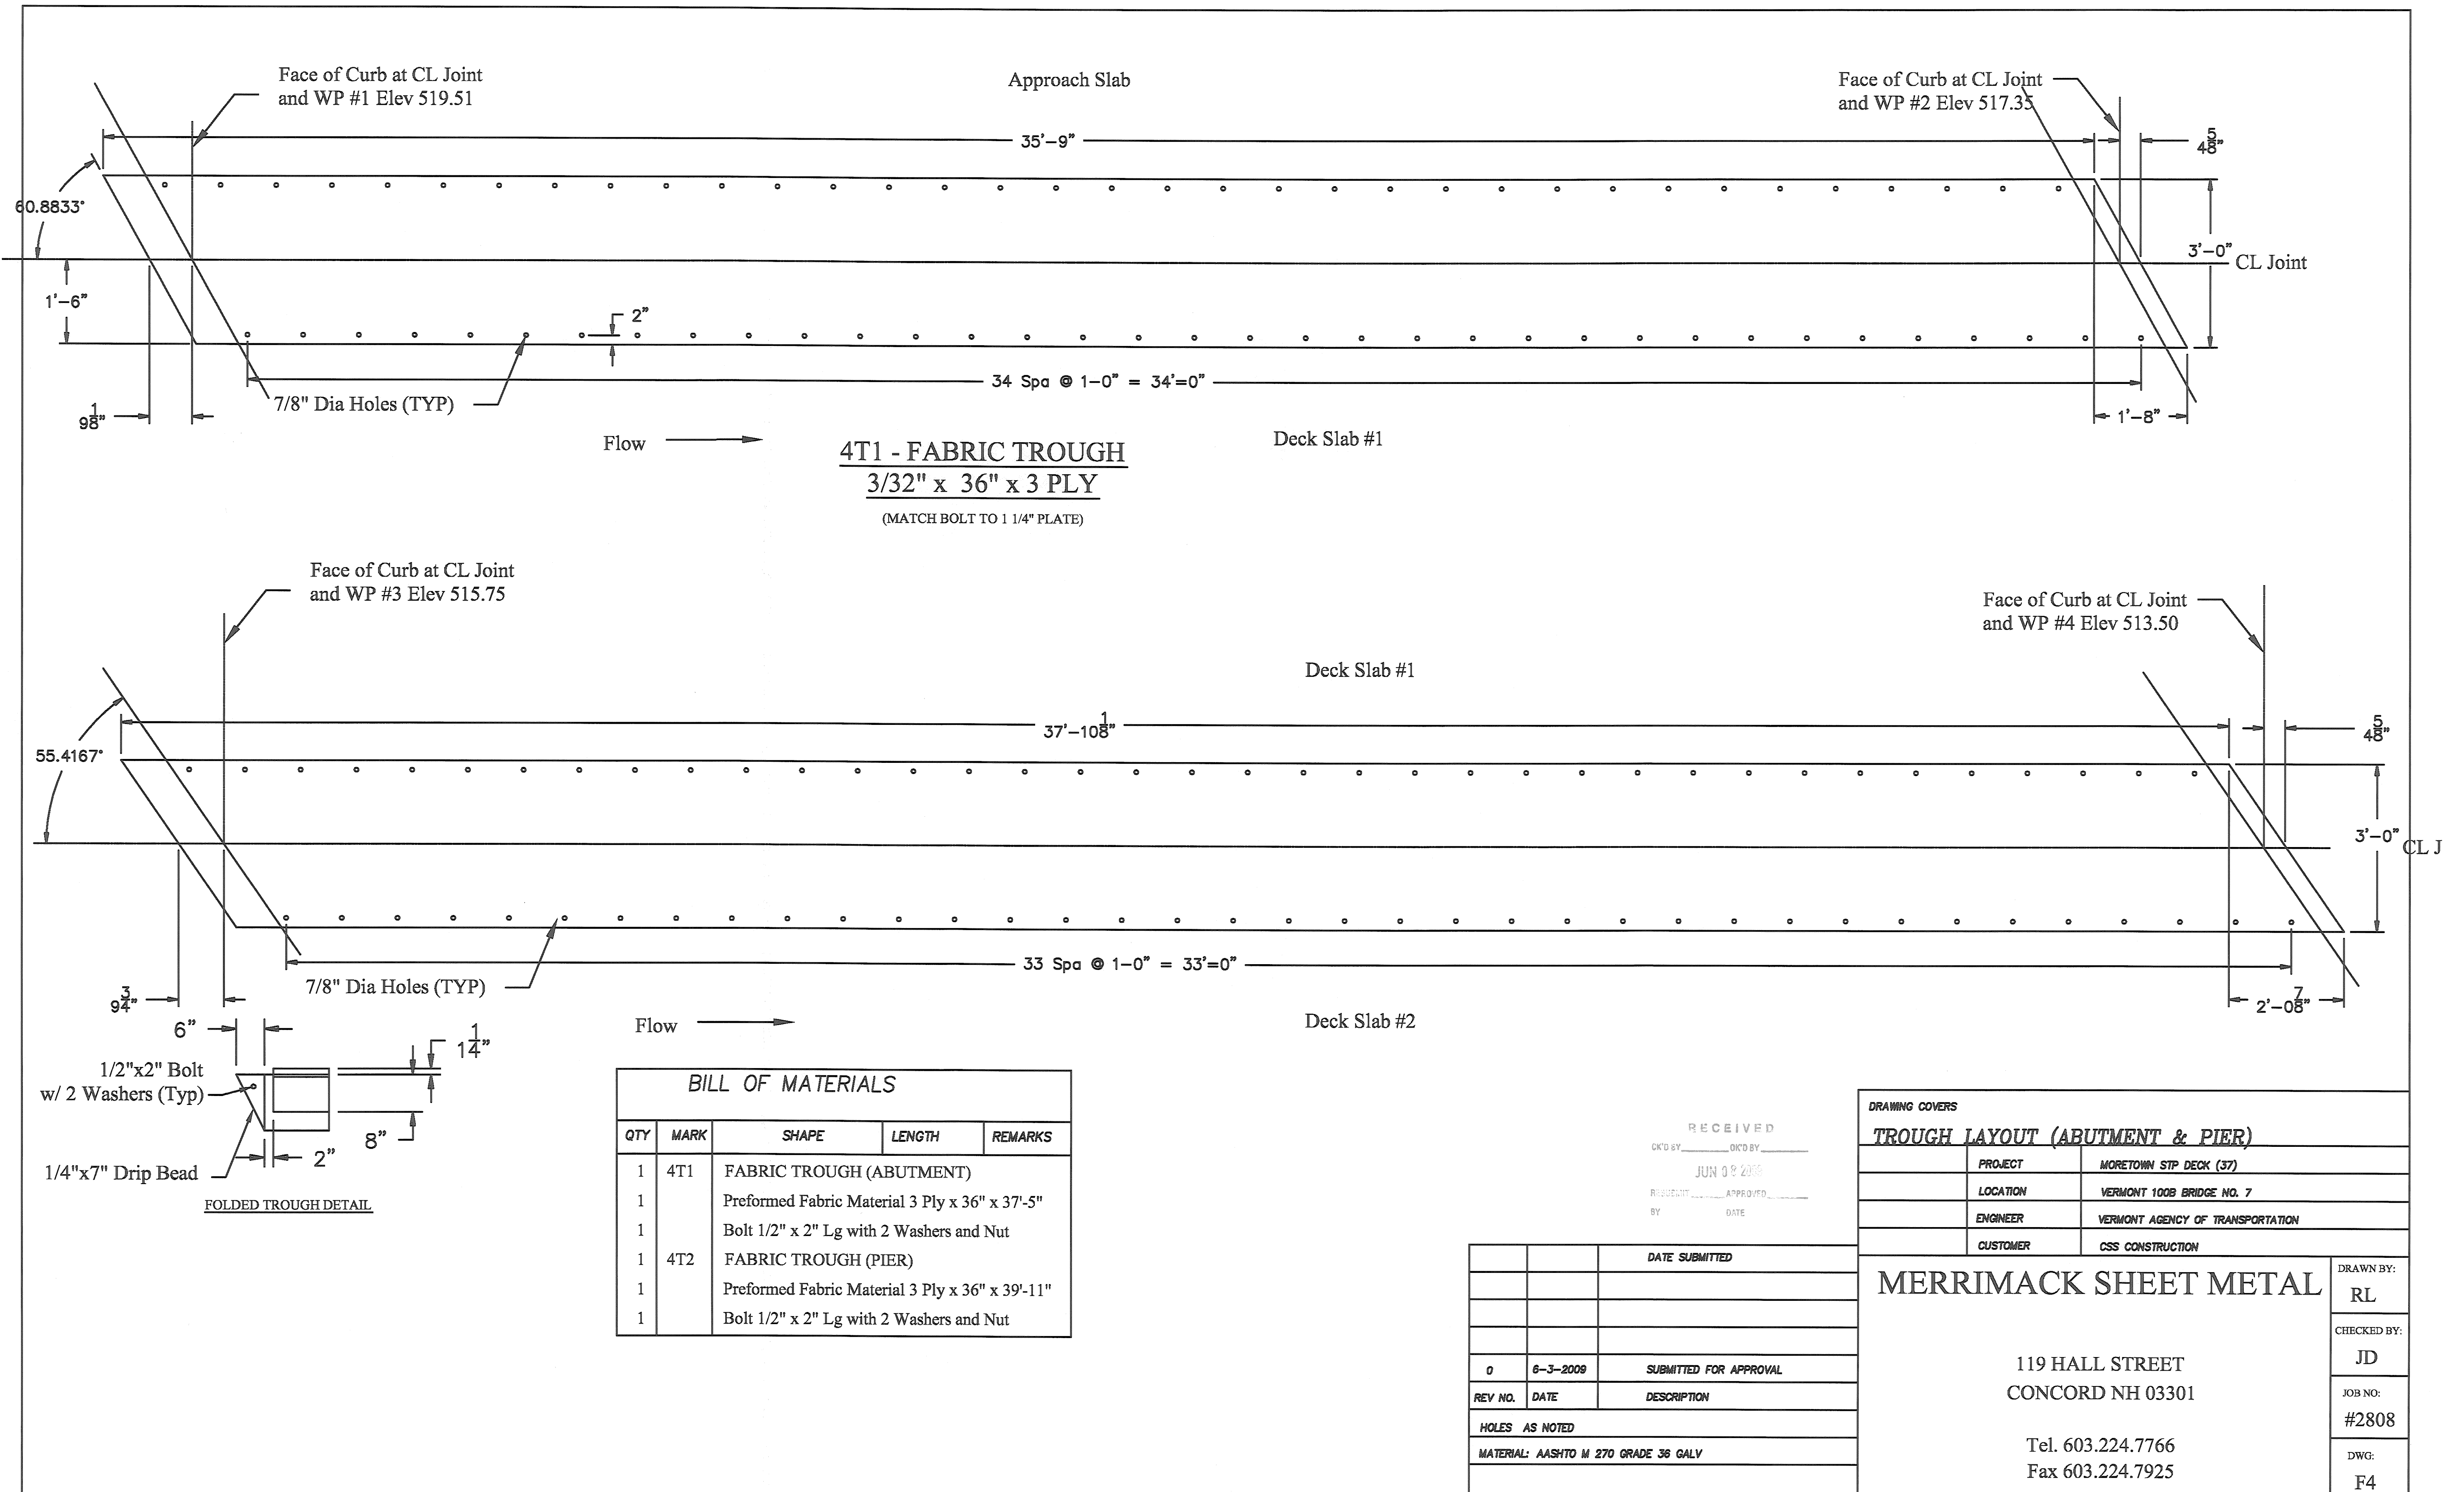 Face of Curb at CL Joint
and WP #1 Elev 519.51
Approach Slab
Face of Curb at CL Joint
and WP #2 Elev 517.35
35'-9"
4 5/8"
60.8833°
3'-0"
CL Joint
1'-6"
2"
34 Spa @ 1-0" = 34'=0"
7/8" Dia Holes (TYP)
9 1/8"
1'-8"
Flow
Deck Slab #1
4T1 - FABRIC TROUGH
3/32" x 36" x 3 PLY
(MATCH BOLT TO 1 1/4" PLATE)
Face of Curb at CL Joint
and WP #3 Elev 515.75
Face of Curb at CL Joint
and WP #4 Elev 513.50
Deck Slab #1
37'-10 1/8"
4 5/8"
55.4167°
3'-0"
CL J
33 Spa @ 1-0" = 33'=0"
7/8" Dia Holes (TYP)
9 3/4"
2'-0 7/8"
Flow
Deck Slab #2
6"
1 1/4"
1/2"x2" Bolt
w/ 2 Washers (Typ)
8"
2"
1/4"x7" Drip Bead
FOLDED TROUGH DETAIL
BILL OF MATERIALS
QTY MARK SHAPE LENGTH REMARKS
1 4T1 FABRIC TROUGH (ABUTMENT)
1 Preformed Fabric Material 3 Ply x 36" x 37'-5"
1 Bolt 1/2" x 2" Lg with 2 Washers and Nut
1 4T2 FABRIC TROUGH (PIER)
1 Preformed Fabric Material 3 Ply x 36" x 39'-11"
1 Bolt 1/2" x 2" Lg with 2 Washers and Nut
RECEIVED
CK'D BY OK'D BY
JUN 08
APPROVED
BY DATE
DATE SUBMITTED
0 6-3-2009 SUBMITTED FOR APPROVAL
REV NO. DATE DESCRIPTION
HOLES AS NOTED
MATERIAL: AASHTO M 270 GRADE 36 GALV
DRAWING COVERS
TROUGH LAYOUT (ABUTMENT & PIER)
PROJECT MORETOWN STP DECK (37)
LOCATION VERMONT 100B BRIDGE NO. 7
ENGINEER VERMONT AGENCY OF TRANSPORTATION
CUSTOMER CSS CONSTRUCTION
MERRIMACK SHEET METAL
119 HALL STREET
CONCORD NH 03301
Tel. 603.224.7766
Fax 603.224.7925
DRAWN BY:
RL
CHECKED BY:
JD
JOB NO:
#2808
DWG:
F4